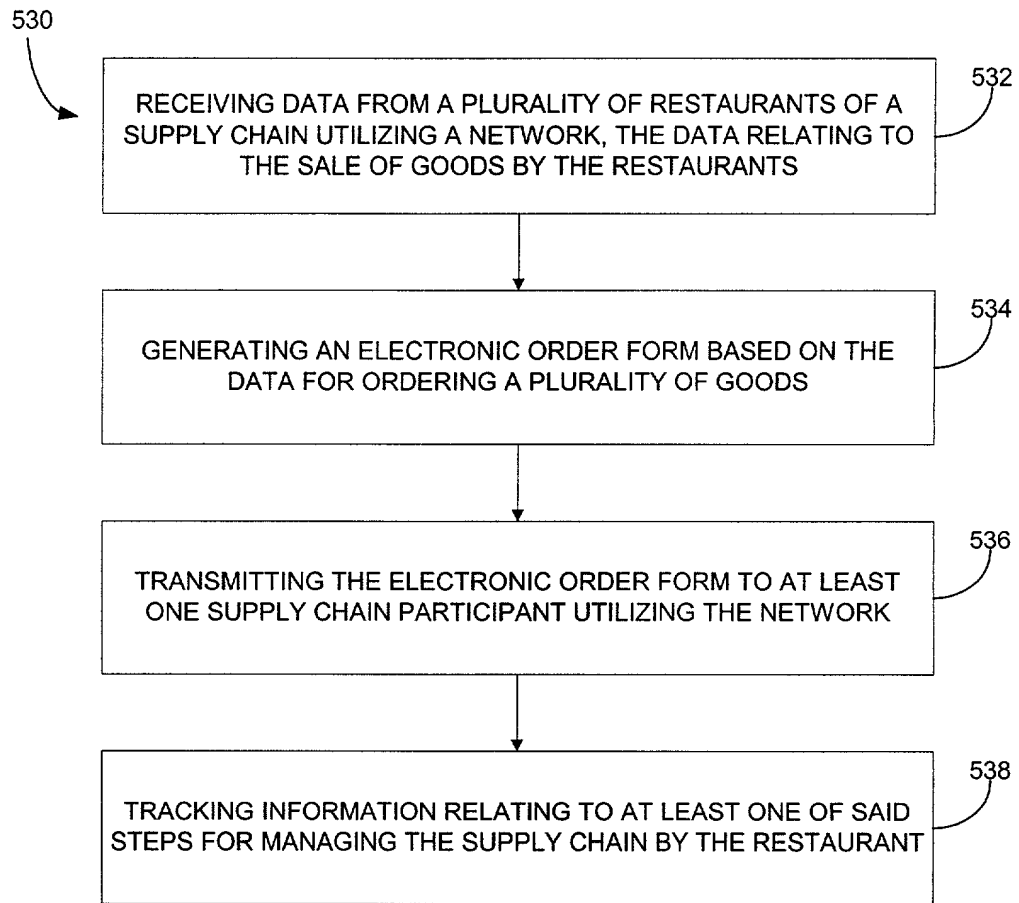 530
532
RECEIVING DATA FROM A PLURALITY OF RESTAURANTS OF A
SUPPLY CHAIN UTILIZING A NETWORK, THE DATA RELATING TO
THE SALE OF GOODS BY THE RESTAURANTS
534
GENERATING AN ELECTRONIC ORDER FORM BASED ON THE
DATA FOR ORDERING A PLURALITY OF GOODS
536
TRANSMITTING THE ELECTRONIC ORDER FORM TO AT LEAST
ONE SUPPLY CHAIN PARTICIPANT UTILIZING THE NETWORK
538
TRACKING INFORMATION RELATING TO AT LEAST ONE OF SAID
STEPS FOR MANAGING THE SUPPLY CHAIN BY THE RESTAURANT